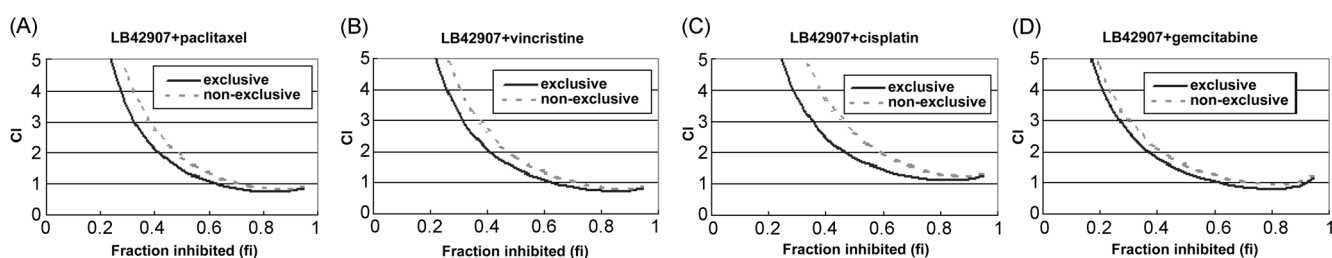 (A)
LB42907+paclitaxel
CI
5
4
3
2
1
0
exclusive
non-exclusive
0
0.2
0.4
0.6
0.8
1
Fraction inhibited (fi)
(B)
LB42907+vincristine
5
4
3
2
1
0
exclusive
non-exclusive
0
0.2
0.4
0.6
0.8
1
Fraction inhibited (fi)
(C)
LB42907+cisplatin
CI
5
4
3
2
1
0
exclusive
non-exclusive
0
0.2
0.4
0.6
0.8
1
Fraction inhibited (fi)
(D)
LB42907+gemcitabine
5
4
3
2
1
0
exclusive
non-exclusive
0
0.2
0.4
0.6
0.8
1
Fraction inhibited (fi)